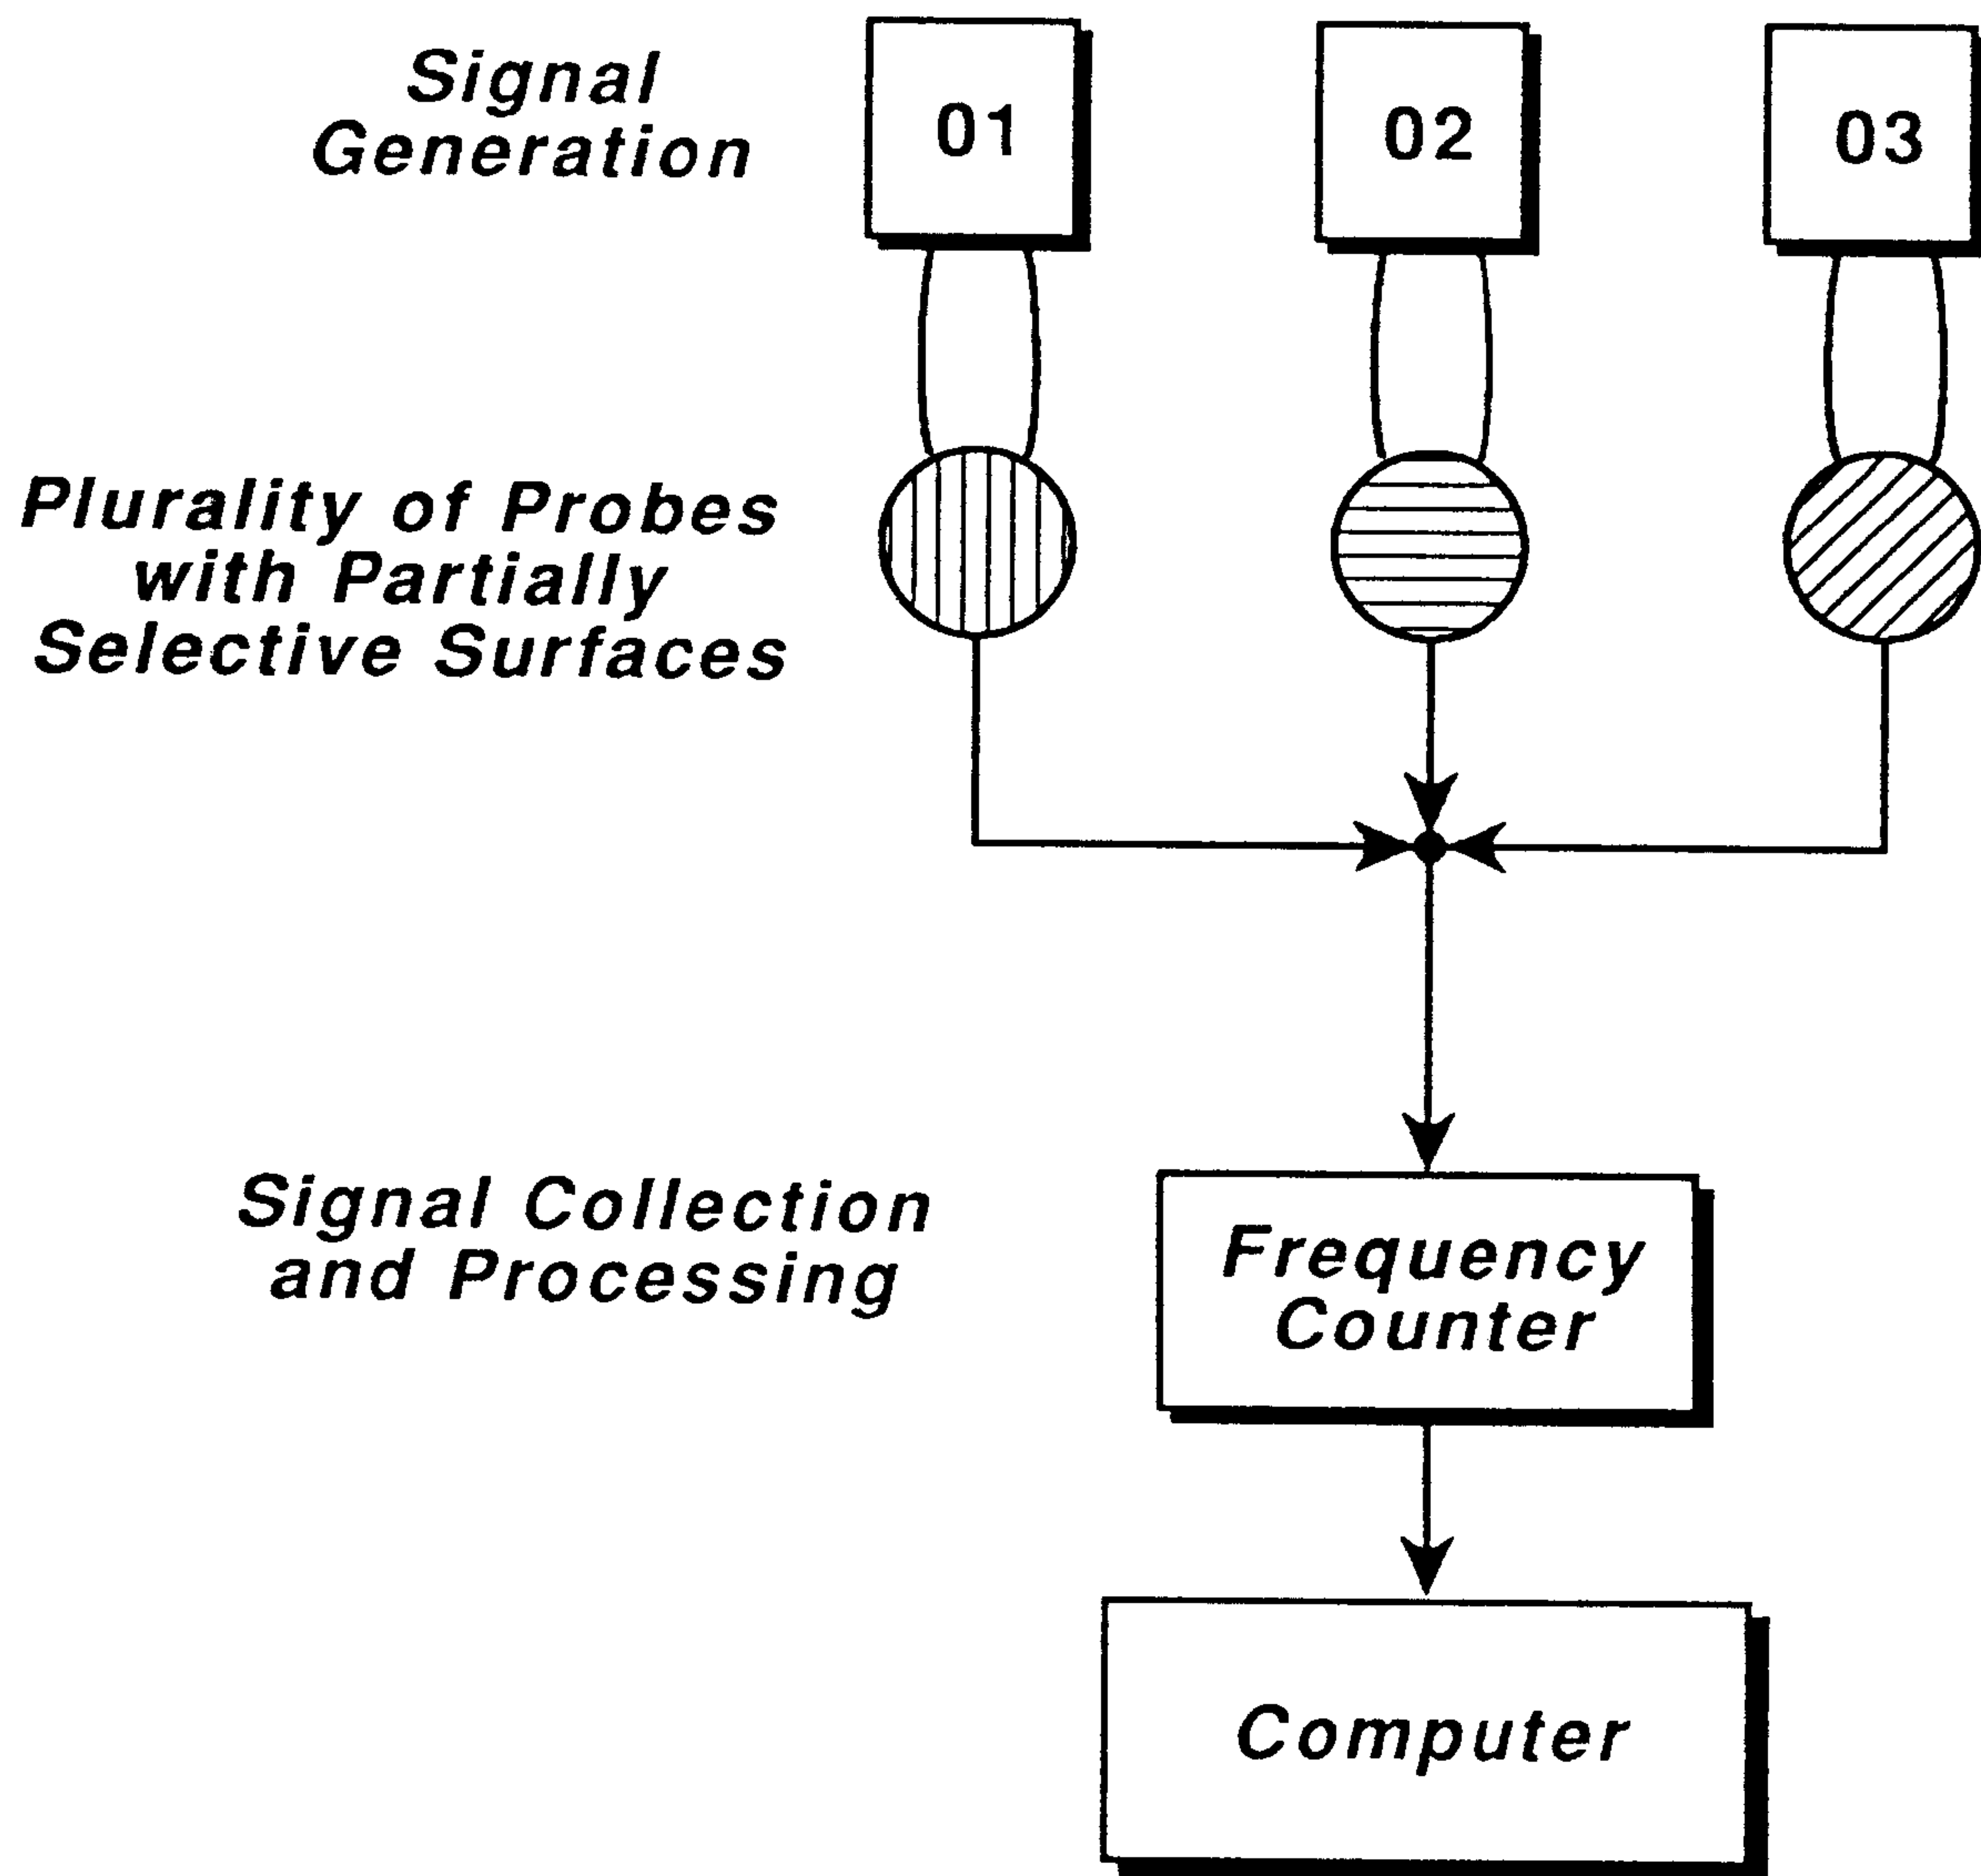 Signal
Generation
01
02
03
Plurality of Probes
with Partially
Selective Surfaces
Signal Collection
and Processing
Frequency
Counter
Computer